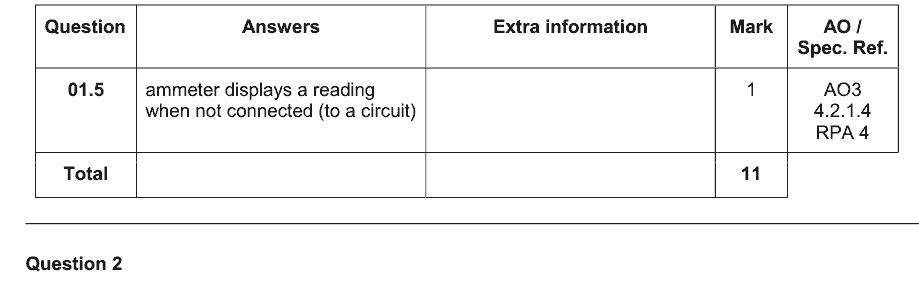 Question Answers Extra information Mark AO /
Spec. Ref.
01.5 ammeter displays a reading 1 AO3
when not connected (to a circuit) 4.2.1.4
RPA 4
Total 11
Question 2